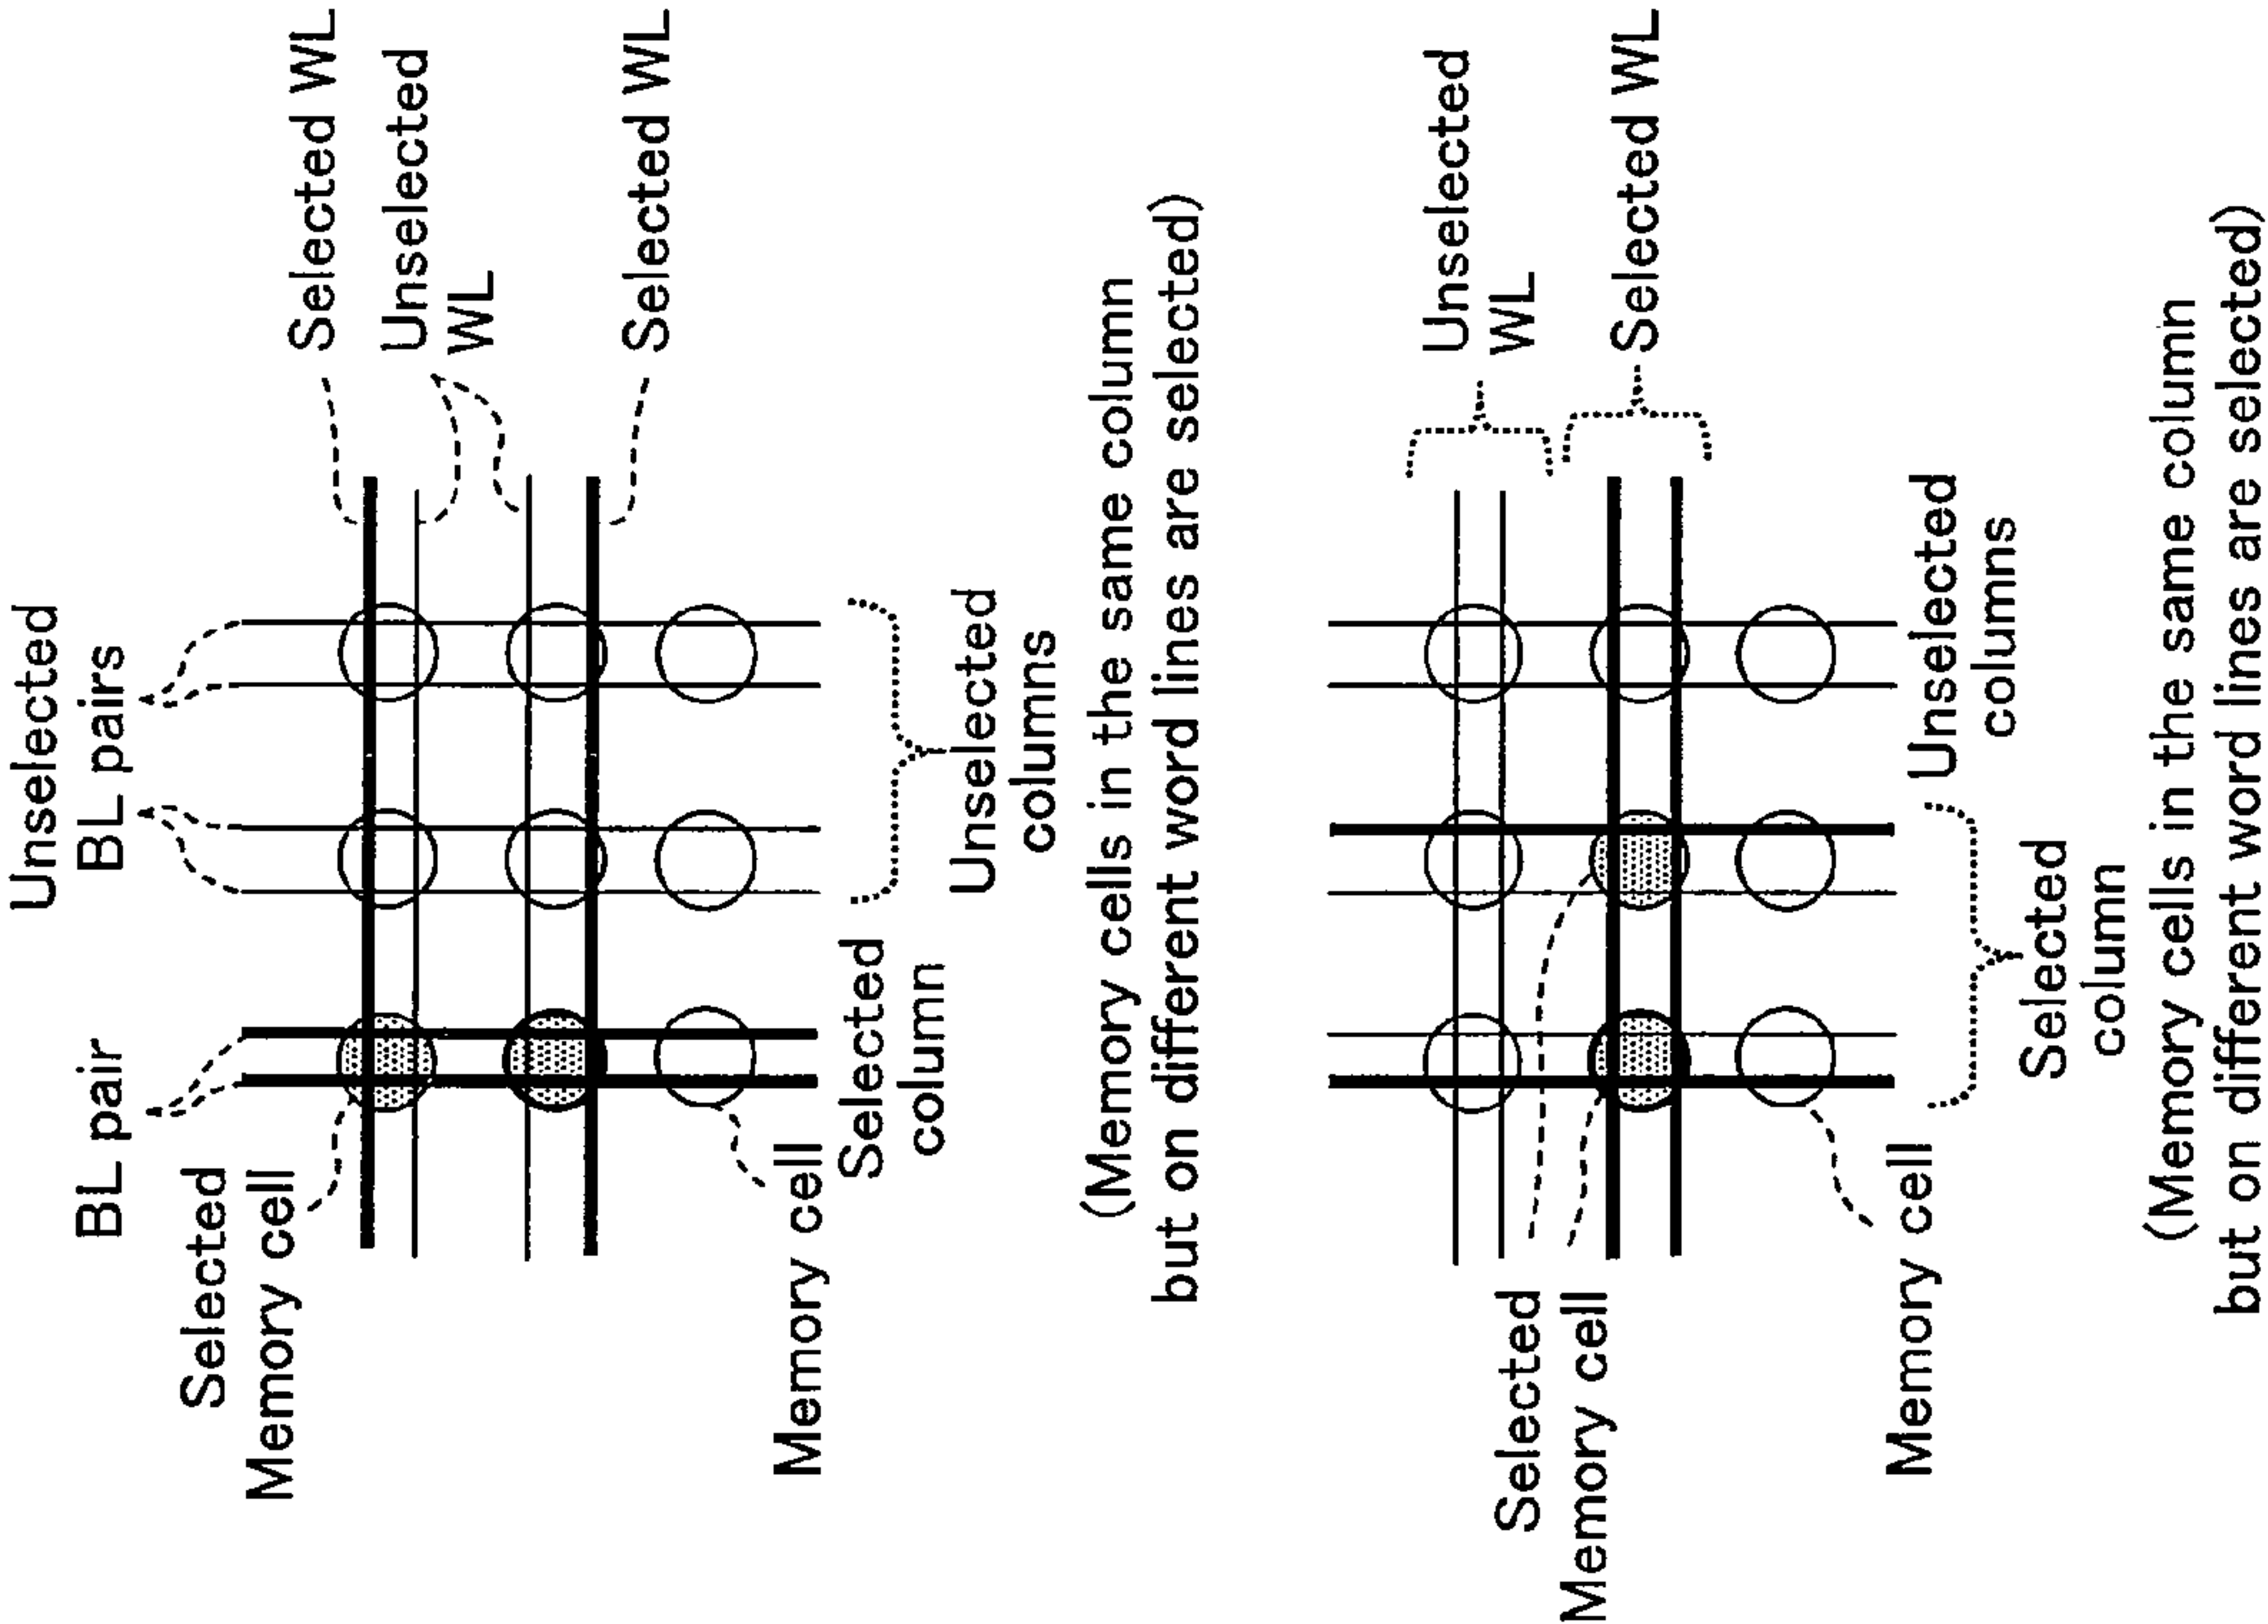 Unselected
BL pairs
BL pair
Selected
Memory cell
Selected WL
Unselected
WL
Selected WL
Memory cell
Selected
column
Unselected
columns
(Memory cells in the same column
but on different word lines are selected)
Unselected
WL
Selected WL
Selected
Memory cell
Memory cell
Selected
column
Unselected
columns
(Memory cells in the same column
but on different word lines are selected)